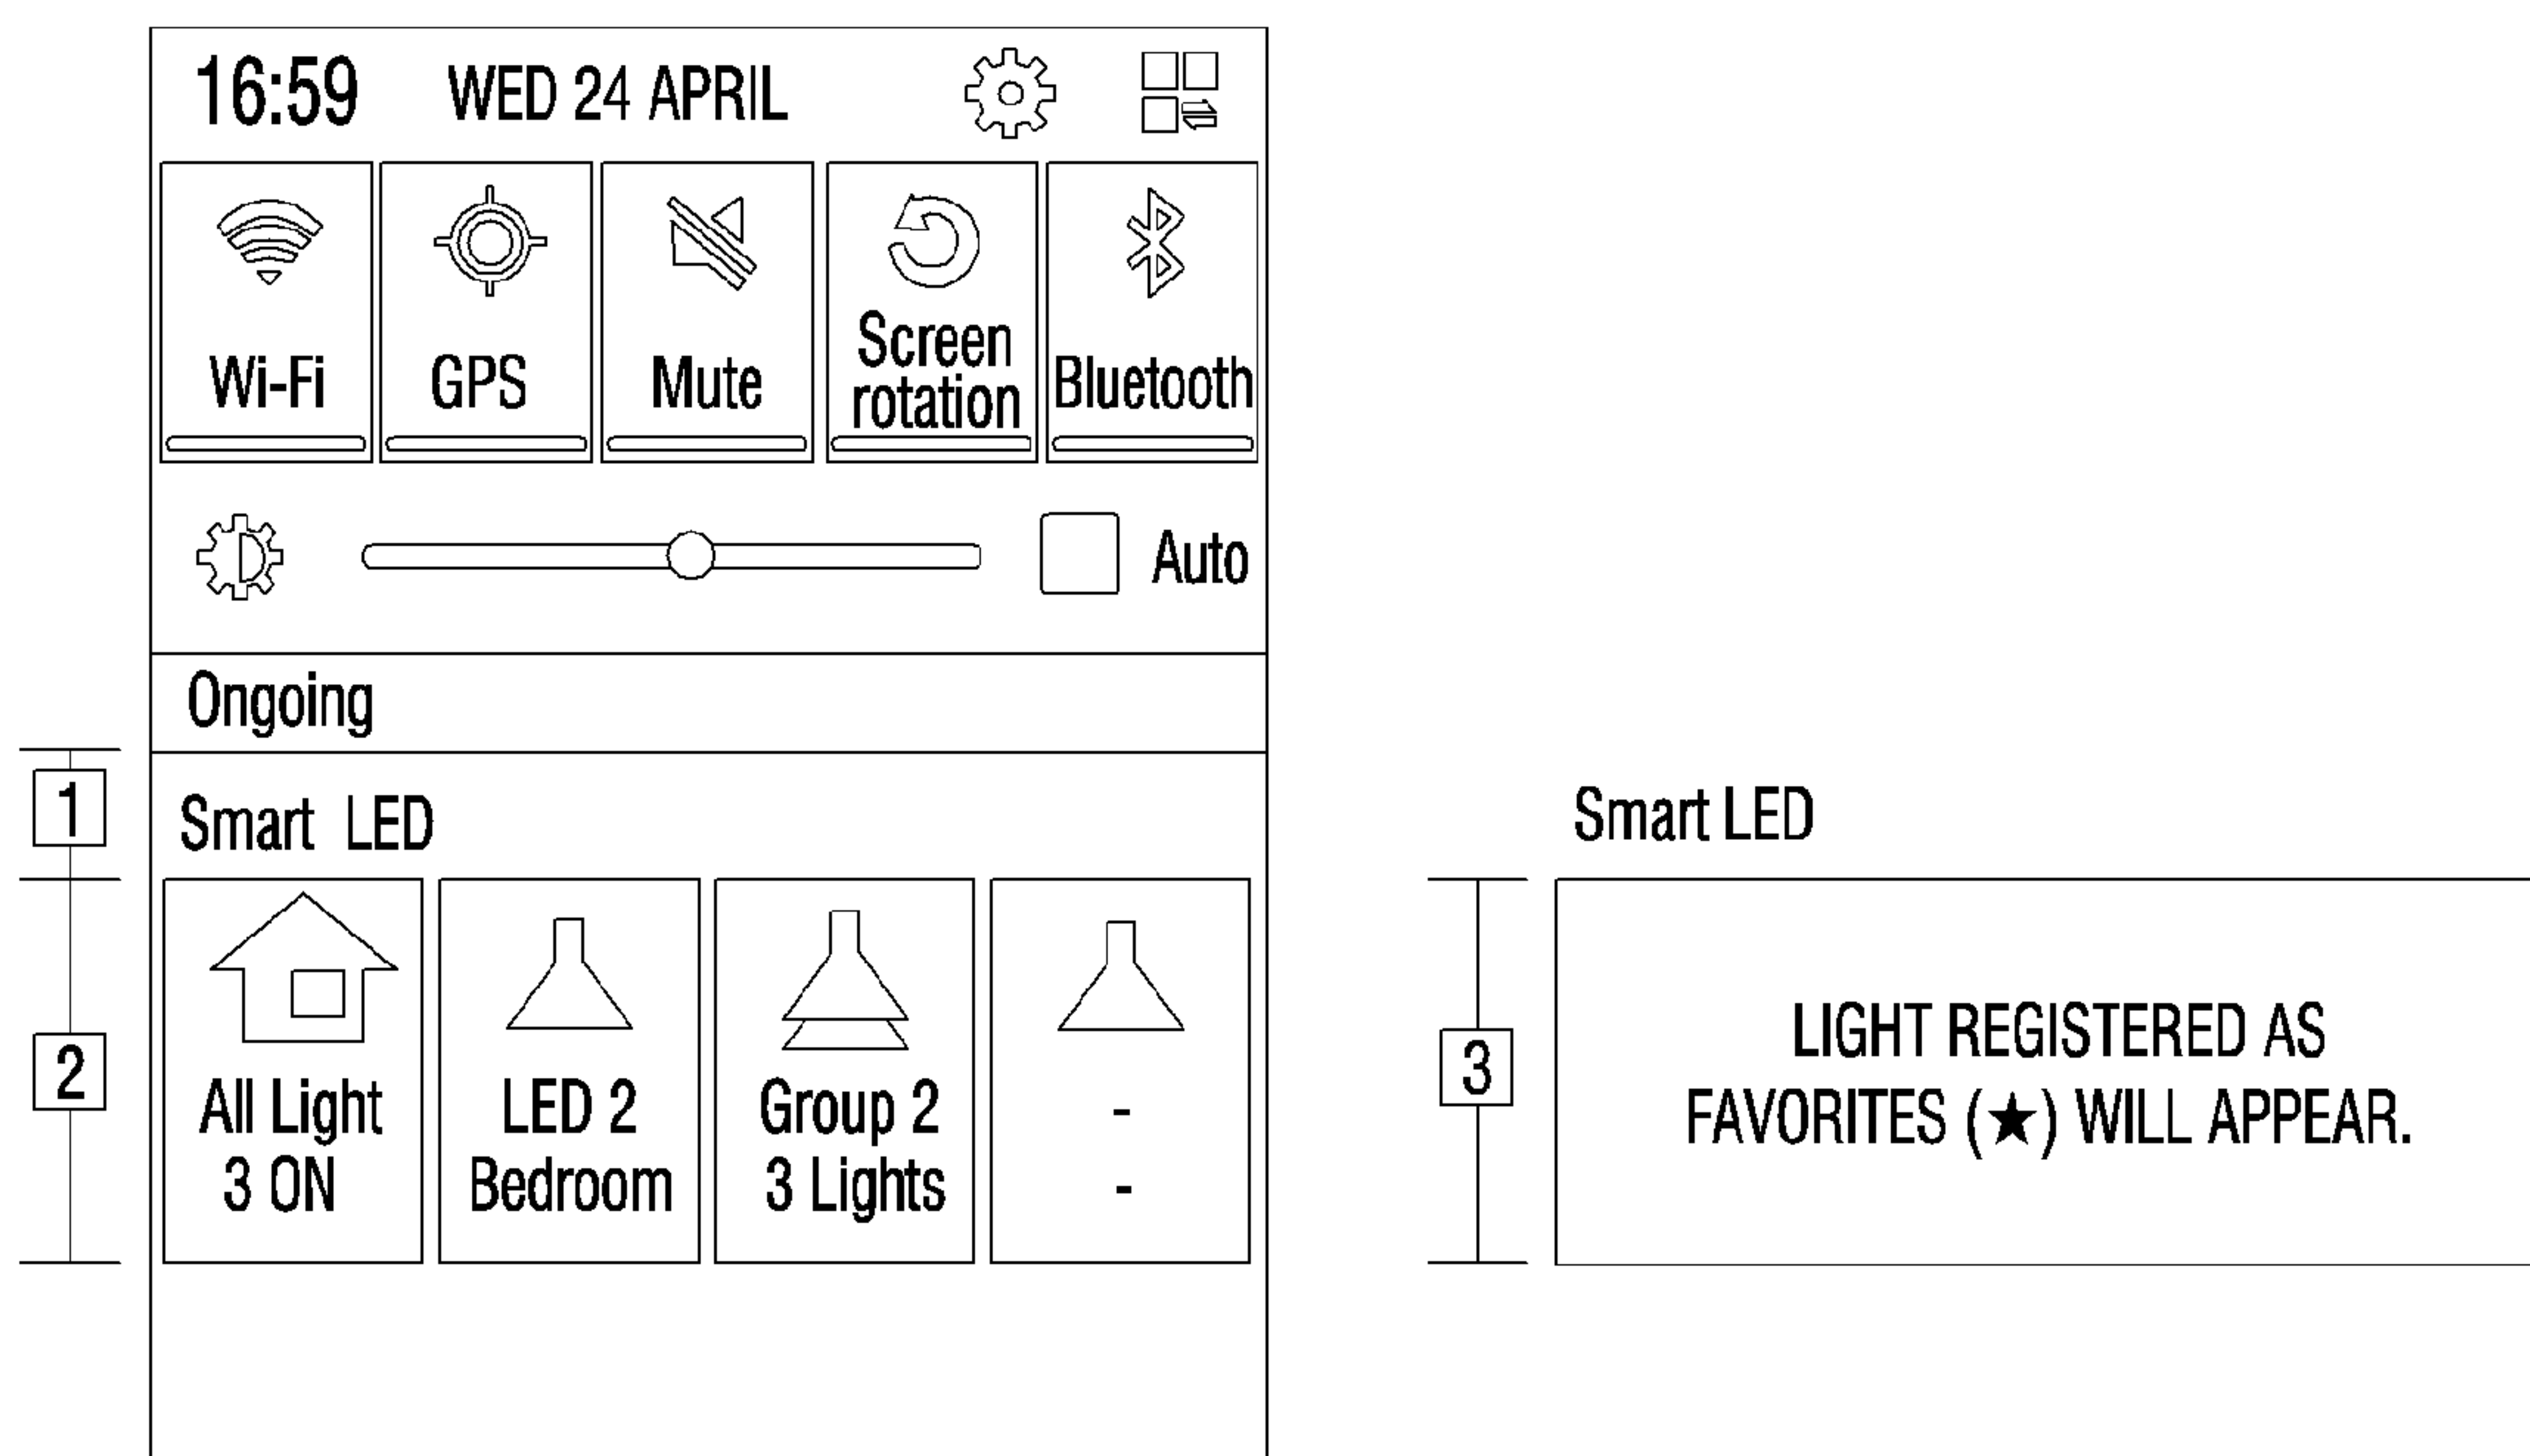 16:59 WED 24 APRIL
Wi-Fi
GPS
Mute
Screen
rotation
Bluetooth
Auto
Ongoing
1
Smart LED
2
All Light
3 ON
LED 2
Bedroom
Group 2
3 Lights
-
-
Smart LED
3
LIGHT REGISTERED AS
FAVORITES (★) WILL APPEAR.